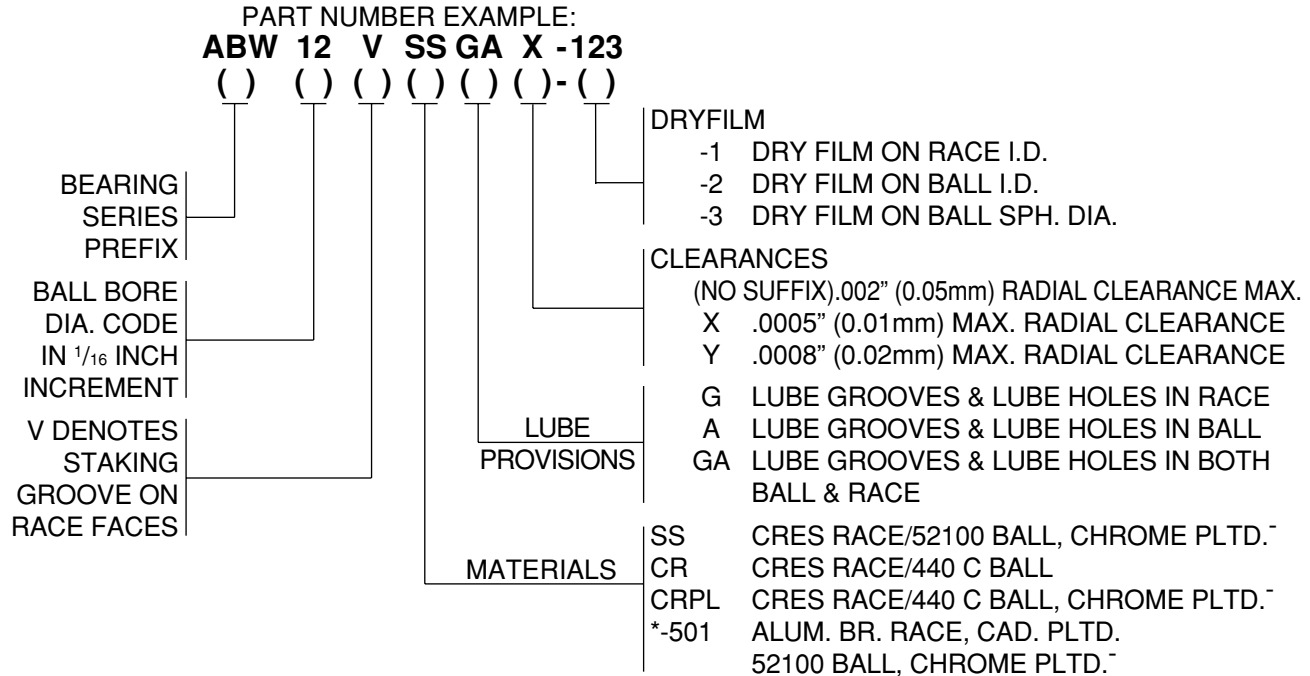 PART NUMBER EXAMPLE:
ABW 12 V SS GA X -123
( ) ( ) ( ) ( ) ( ) ( )- ( )
BEARING
SERIES
PREFIX
BALL BORE
DIA. CODE
IN 1/16 INCH
INCREMENT
V DENOTES
STAKING
GROOVE ON
RACE FACES
DRYFILM
-1 DRY FILM ON RACE I.D.
-2 DRY FILM ON BALL I.D.
-3 DRY FILM ON BALL SPH. DIA.
CLEARANCES
(NO SUFFIX).002” (0.05mm) RADIAL CLEARANCE MAX.
X .0005” (0.01mm) MAX. RADIAL CLEARANCE
Y .0008” (0.02mm) MAX. RADIAL CLEARANCE
LUBE
PROVISIONS
G LUBE GROOVES & LUBE HOLES IN RACE
A LUBE GROOVES & LUBE HOLES IN BALL
GA LUBE GROOVES & LUBE HOLES IN BOTH
BALL & RACE
MATERIALS
SS CRES RACE/52100 BALL, CHROME PLTD.¯
CR CRES RACE/440 C BALL
CRPL CRES RACE/440 C BALL, CHROME PLTD.¯
*-501 ALUM. BR. RACE, CAD. PLTD.
52100 BALL, CHROME PLTD.¯